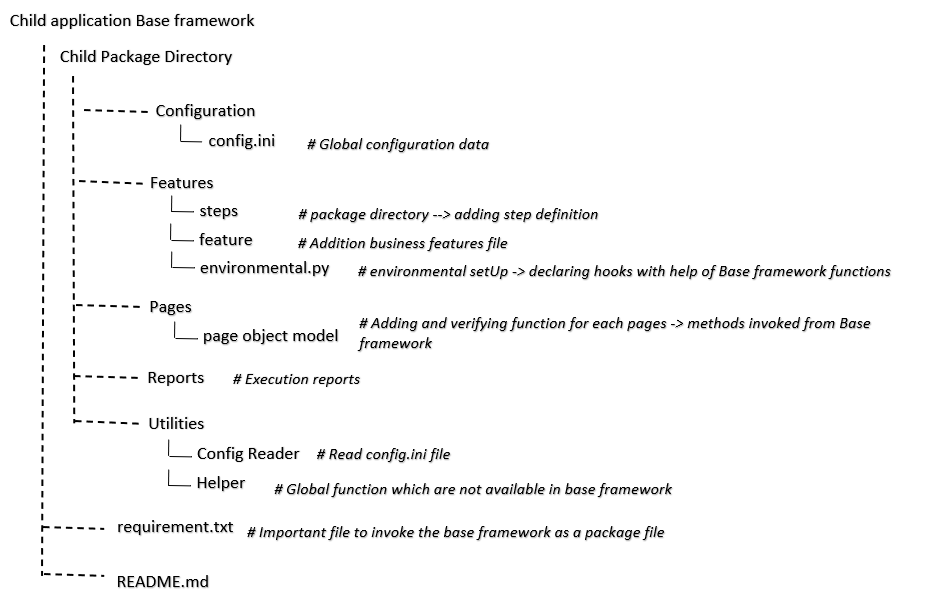 Child application Base framework
Child Package Directory
Configuration
config.ini # Global configuration data
Features
steps # package directory --> adding step definition
feature # Addition business features file
environmental.py # environmental setUp -> declaring hooks with help of Base framework functions
Pages
page object model # Adding and verifying function for each pages -> methods invoked from Base
framework
Reports # Execution reports
Utilities
Config Reader # Read config.ini file
Helper # Global function which are not available in base framework
requirement.txt # Important file to invoke the base framework as a package file
README.md